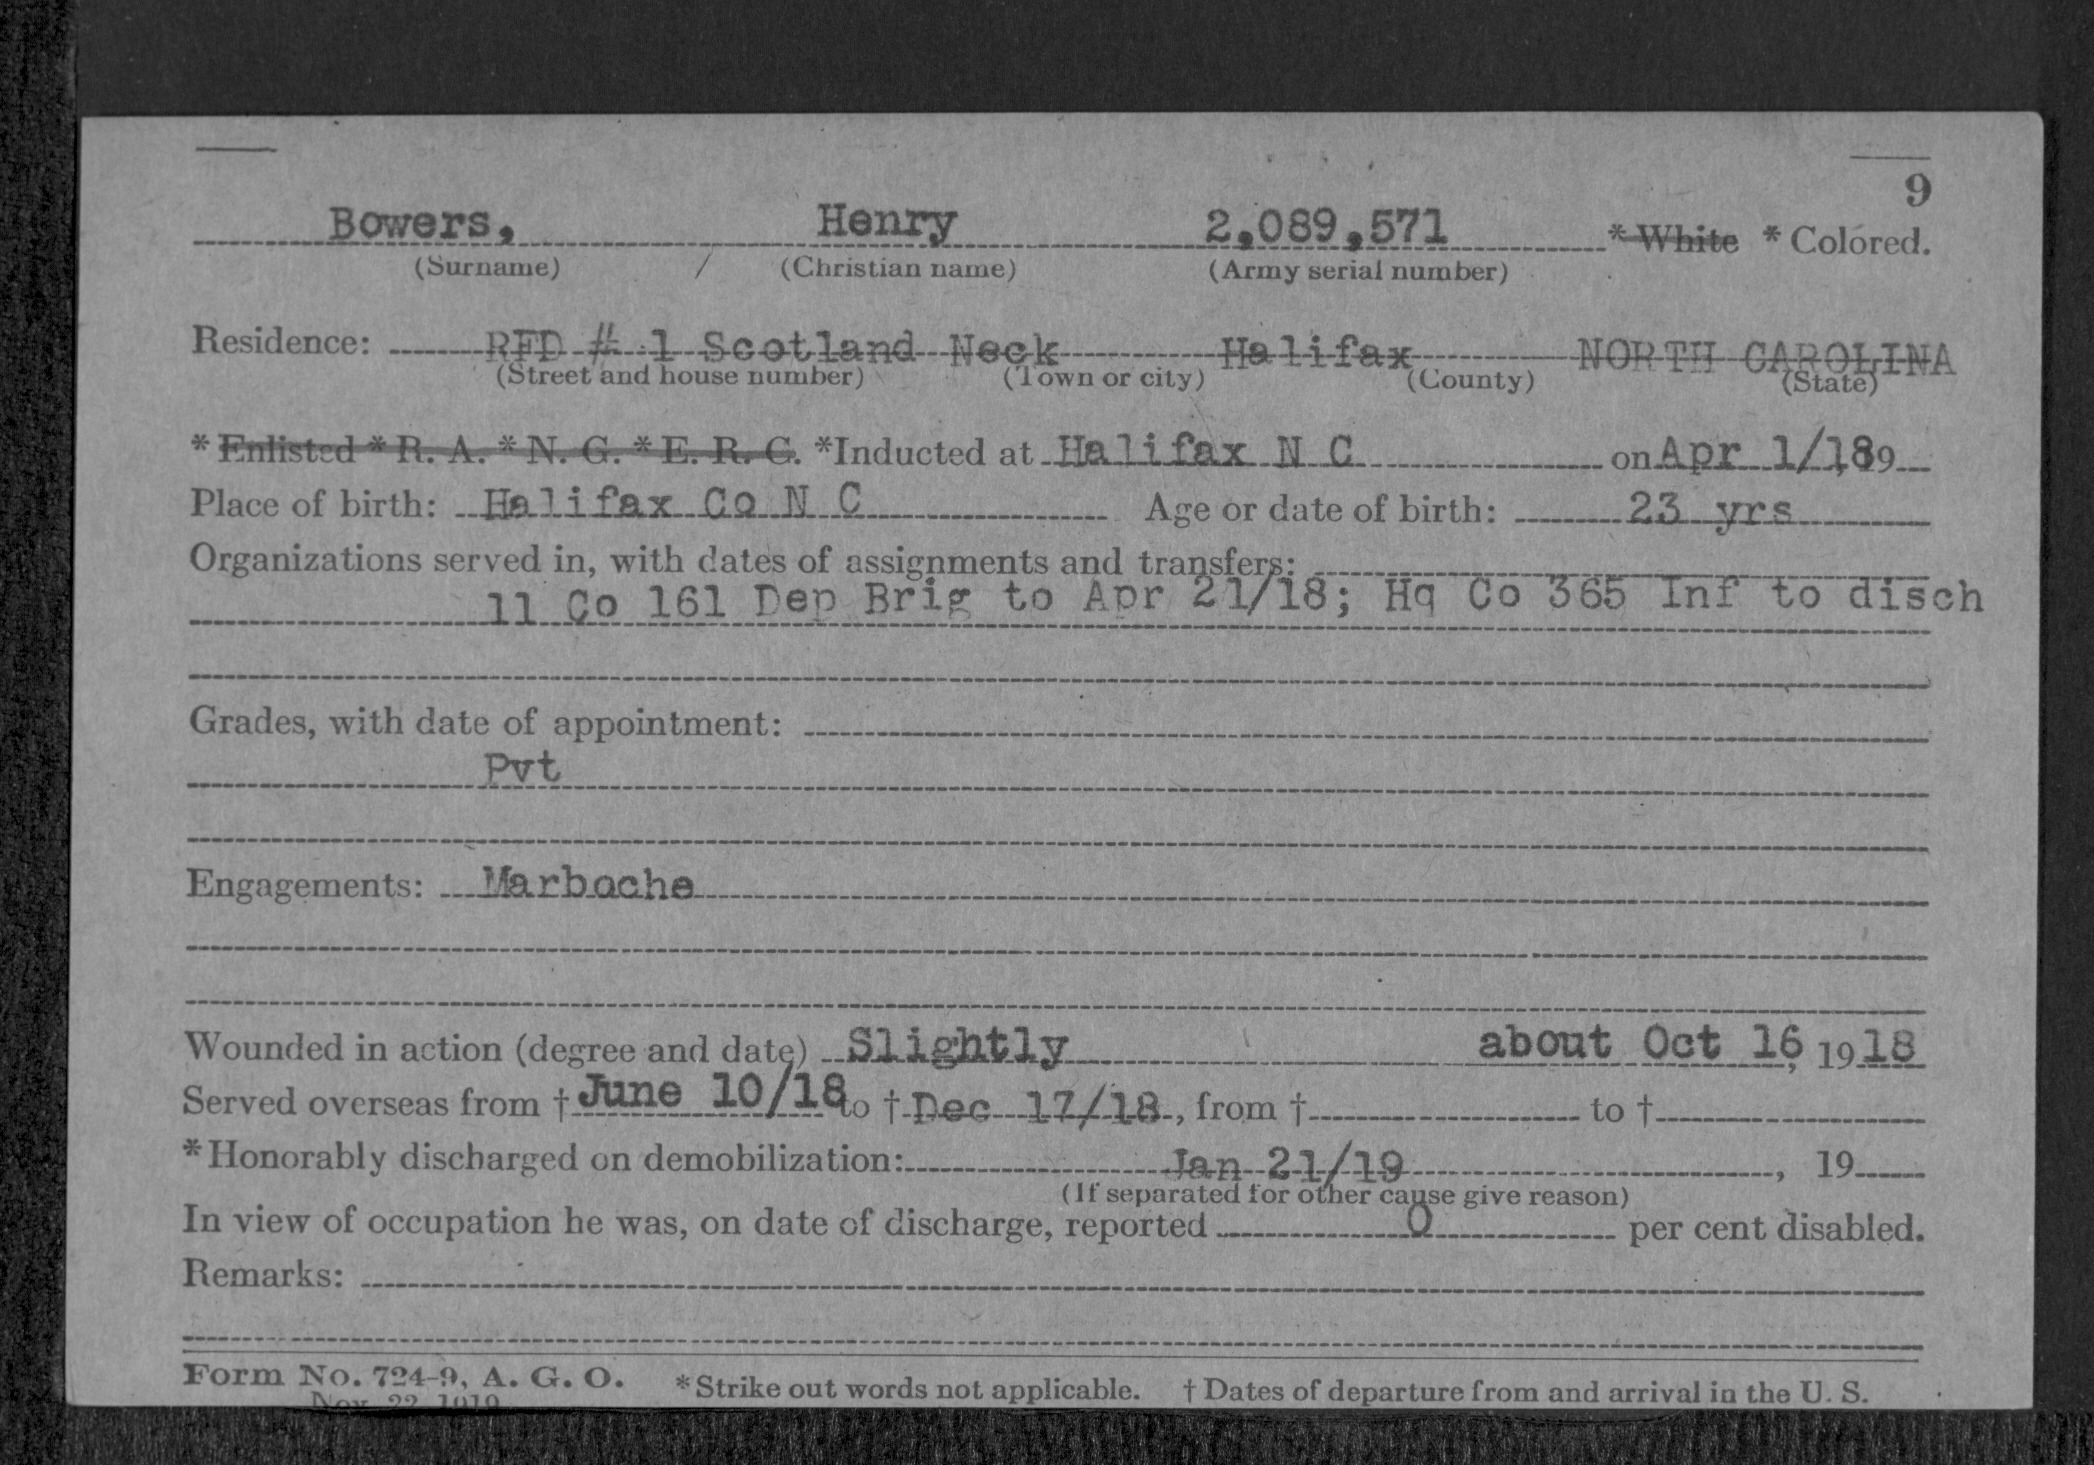 9
Bowers, Henry 2,089,571 *White *Colored.
(Surname) (Christian name) (Army serial number)
Residence: RFD # 1 Scotland Neck Halifax NORTH CAROLINA
(Street and house number) (Town or city) (County) (State)
*Enlisted *R. A. *N. G. *E. R. C. *Inducted at Halifax N C on Apr 1/18, 19
Place of birth: Halifax Co N C Age or date of birth: 23 yrs
Organizations served in, with dates of assignments and transfers:
11 Co 161 Dep Brig to Apr 21/18; Hq Co 365 Inf to disch
Grades, with date of appointment:
Pvt
Engagements: Marboche
Wounded in action (degree and date) Slightly about Oct 16, 1918
Served overseas from † June 10/18 to † Dec 17/18, from † to †
*Honorably discharged on demobilization: Jan 21/19, 19
(If separated for other cause give reason)
In view of occupation he was, on date of discharge, reported 0 per cent disabled.
Remarks:
Form No. 724-9, A. G. O. *Strike out words not applicable. † Dates of departure from and arrival in the U. S.
Nov. 22, 1919